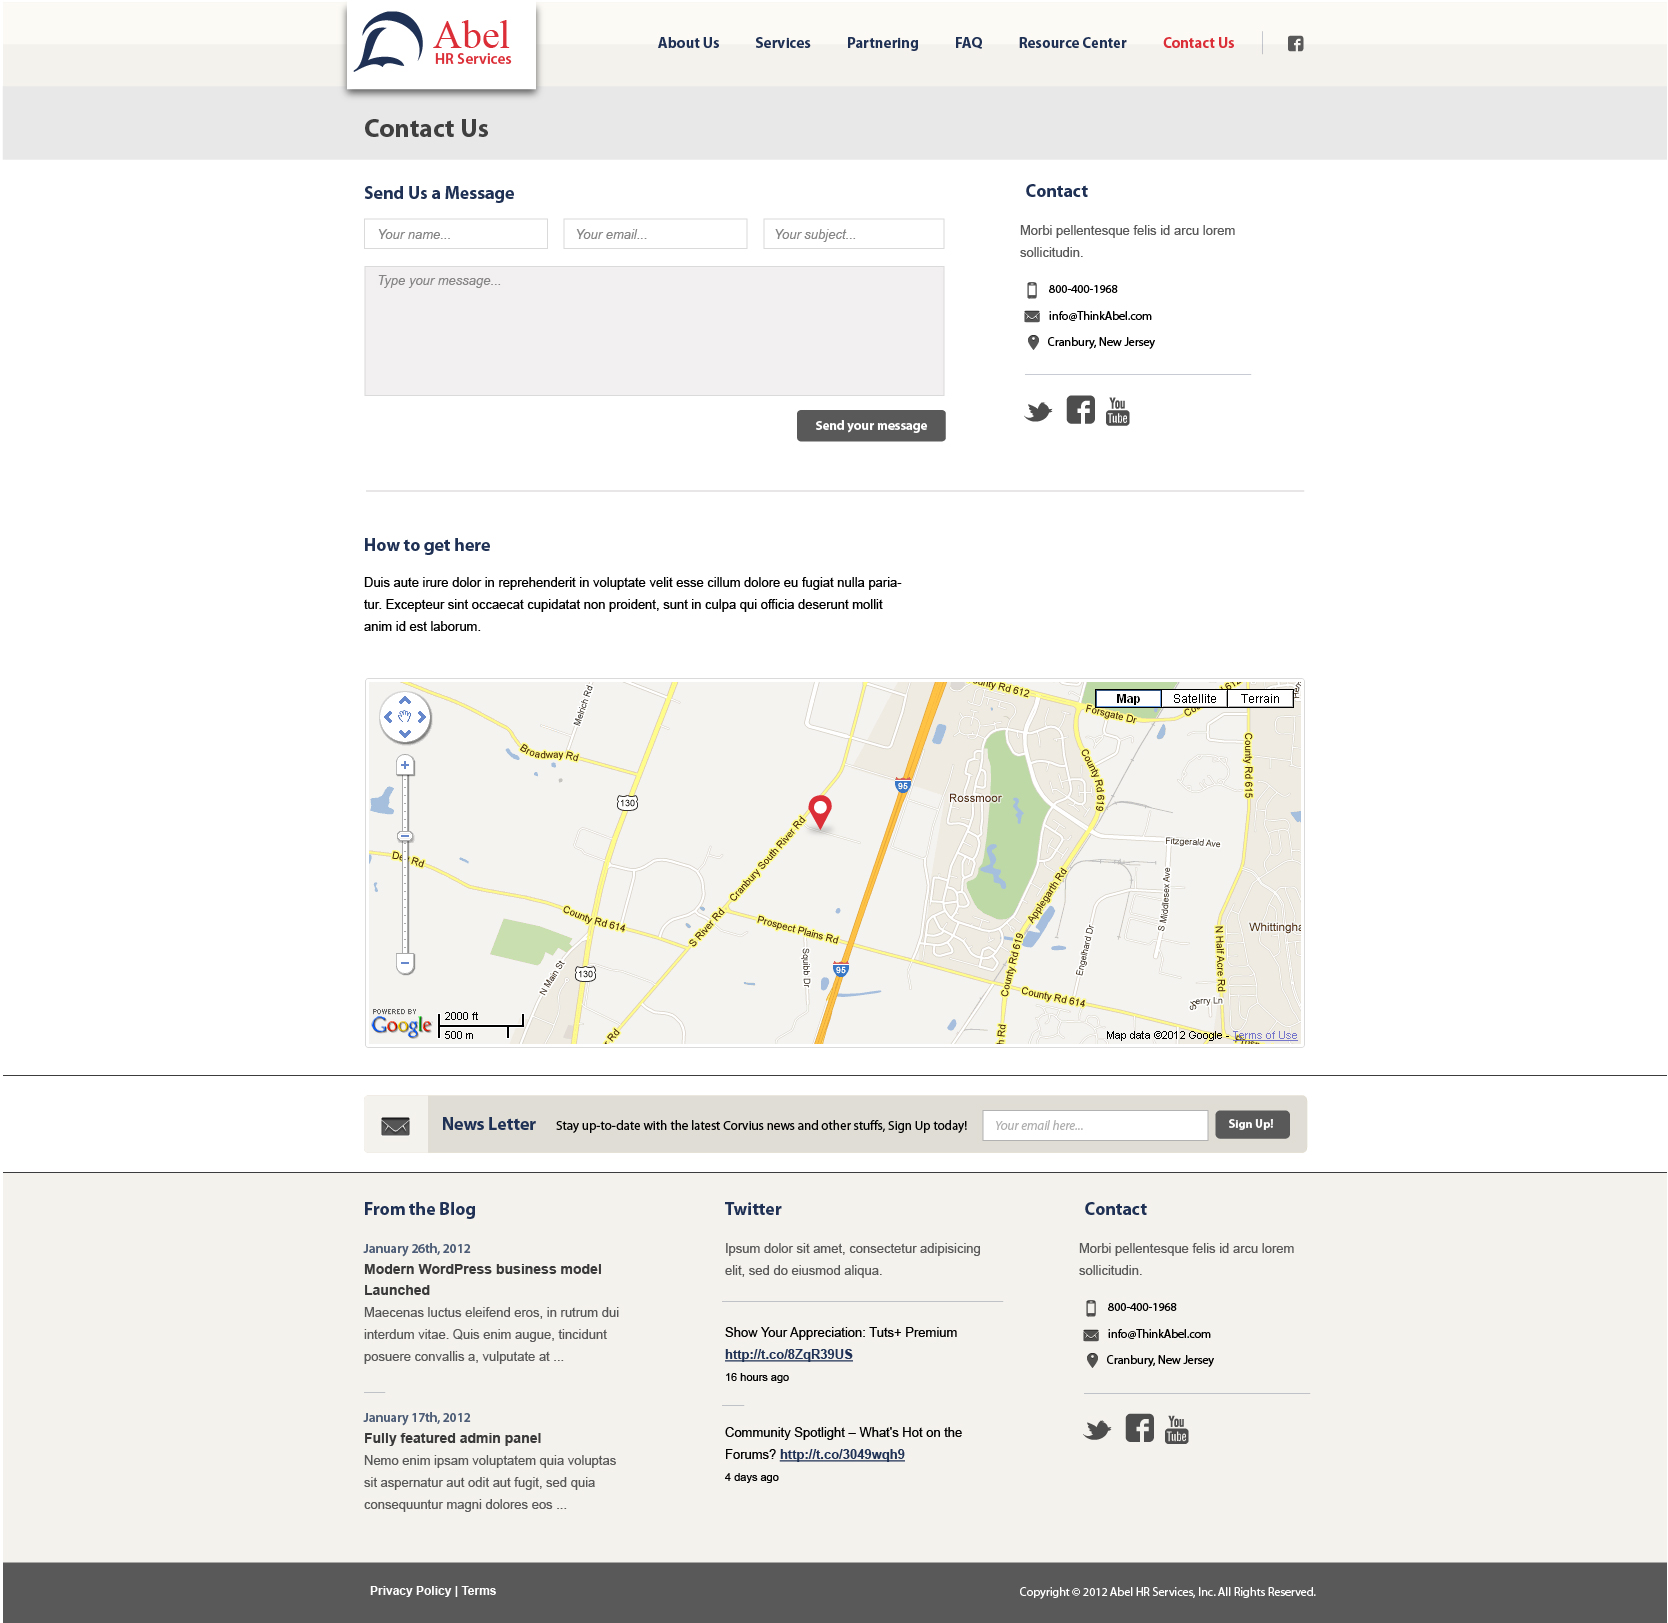 Abel
HR Services
About Us
Services
Partnering
FAQ
Resource Center
Contact Us
Contact Us
Send Us a Message
Your name...
Your email...
Your subject...
Type your message...
Send your message
Contact
Morbi pellentesque felis id arcu lorem
sollicitudin.
800-400-1968
info@ThinkAbel.com
Cranbury, New Jersey
You
Tube
How to get here
Duis aute irure dolor in reprehenderit in voluptate velit esse cillum dolore eu fugiat nulla paria-
tur. Excepteur sint occaecat cupidatat non proident, sunt in culpa qui officia deserunt mollit
anim id est laborum.
Melrich Rd
ounty Rd 612
Map
Satellite
Terrain
Forsgate Dr
Broadway Rd
County Rd 619
County Rd 615
95
130
Rossmoor
Cranbury South River Rd
Fitzgerald Ave
Rd
Applegarth Rd
S Middlesex Ave
County Rd 614
S River Rd
Prospect Plains Rd
Whittingha
N Main St
130
Squibb Dr
95
County Rd 619
Engelhard Dr
N Half Acre Rd
County Rd 614
erry Ln
POWERED BY
Google
2000 ft
500 m
r Rd
h Rd
Map data ©2012 Google - Terms of Use
News Letter
Stay up-to-date with the latest Corvius news and other stuffs, Sign Up today!
Your email here...
Sign Up!
From the Blog
January 26th, 2012
Modern WordPress business model
Launched
Maecenas luctus eleifend eros, in rutrum dui
interdum vitae. Quis enim augue, tincidunt
posuere convallis a, vulputate at ...
January 17th, 2012
Fully featured admin panel
Nemo enim ipsam voluptatem quia voluptas
sit aspernatur aut odit aut fugit, sed quia
consequuntur magni dolores eos ...
Twitter
Ipsum dolor sit amet, consectetur adipisicing
elit, sed do eiusmod aliqua.
Show Your Appreciation: Tuts+ Premium
http://t.co/8ZqR39US
16 hours ago
Community Spotlight – What's Hot on the
Forums? http://t.co/3049wqh9
4 days ago
Contact
Morbi pellentesque felis id arcu lorem
sollicitudin.
800-400-1968
info@ThinkAbel.com
Cranbury, New Jersey
You
Tube
Privacy Policy | Terms
Copyright © 2012 Abel HR Services, Inc. All Rights Reserved.